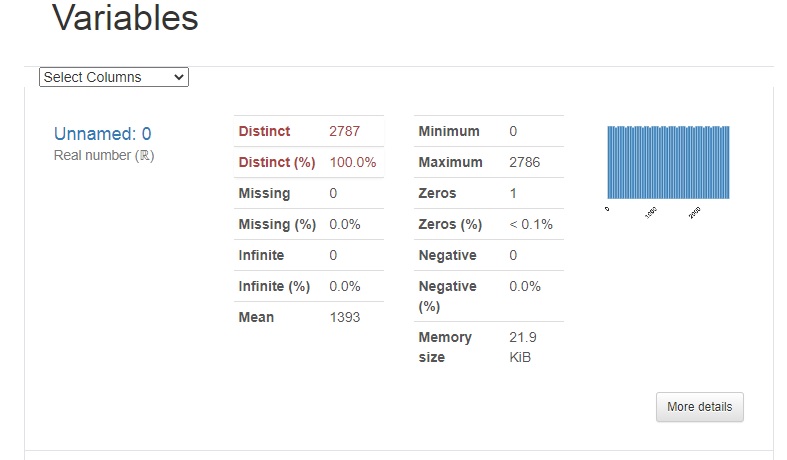 Variables
Select Columns
Unnamed: 0
Real number (ℝ)
Distinct 2787
Distinct (%) 100.0%
Missing 0
Missing (%) 0.0%
Infinite 0
Infinite (%) 0.0%
Mean 1393
Minimum 0
Maximum 2786
Zeros 1
Zeros (%) < 0.1%
Negative 0
Negative 0.0%
(%)
Memory 21.9
size KiB
0 1000 2000
More details